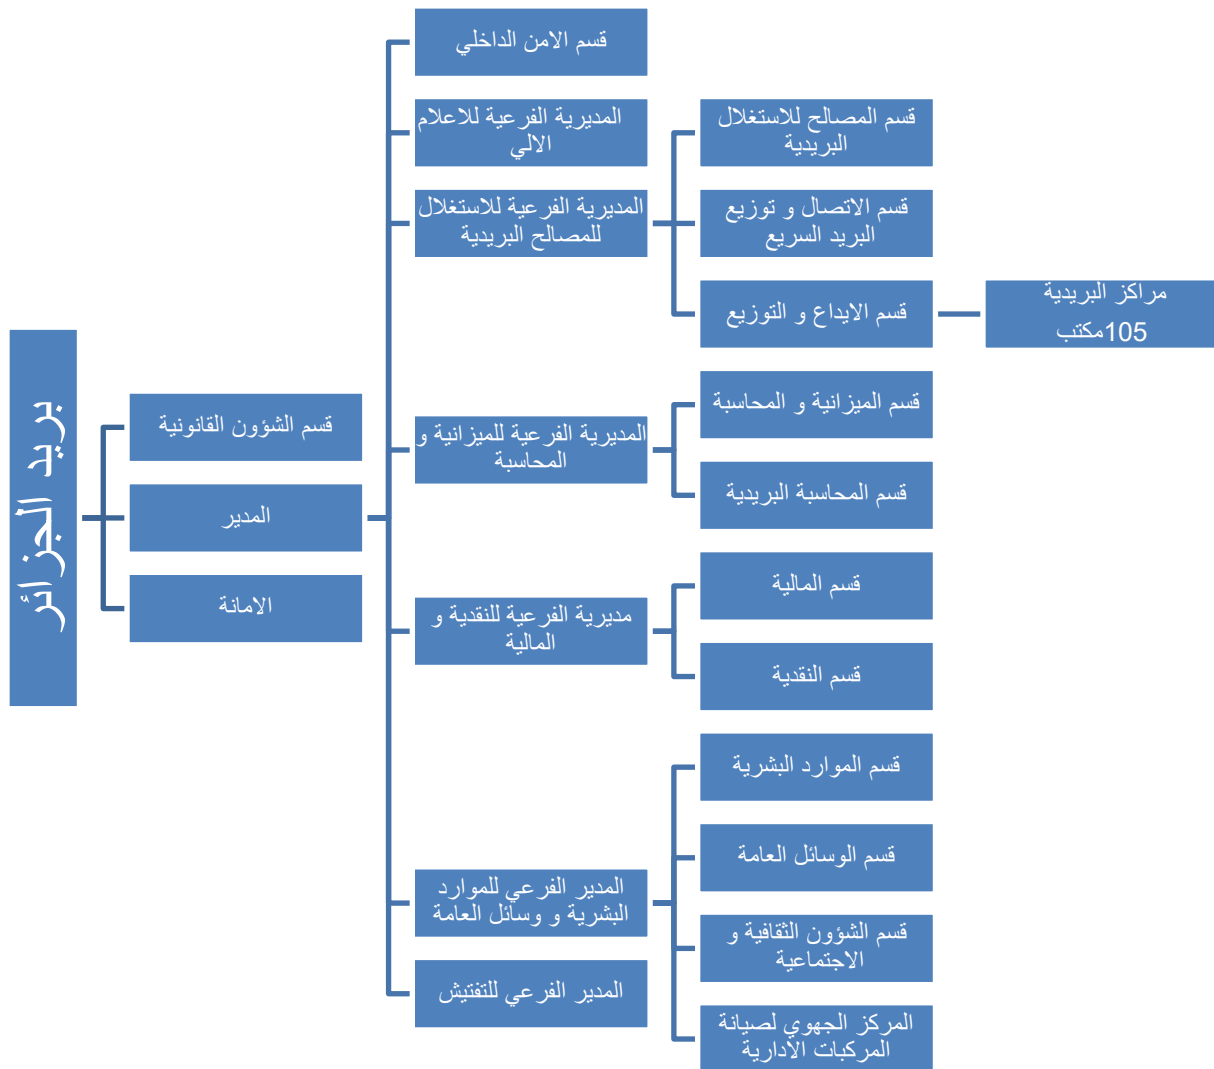 بريد الجزائر
قسم الشؤون القانونية
المدير
الامانة
قسم الامن الداخلي
المديرية الفرعية للاعلام
الالي
المديرية الفرعية للاستغلال
للمصالح البريدية
قسم المصالح للاستغلال
البريدية
قسم الاتصال و توزيع
البريد السريع
قسم الايداع و التوزيع
مراكز البريدية
105مكتب
المديرية الفرعية للميزانية و
المحاسبة
قسم الميزانية و المحاسبة
قسم المحاسبة البريدية
مديرية الفرعية للنقدية و
المالية
قسم المالية
قسم النقدية
المدير الفرعي للموارد
البشرية و وسائل العامة
قسم الموارد البشرية
قسم الوسائل العامة
قسم الشؤون الثقافية و
الاجتماعية
المركز الجهوي لصيانة
المركبات الادارية
المدير الفرعي للتفتيش